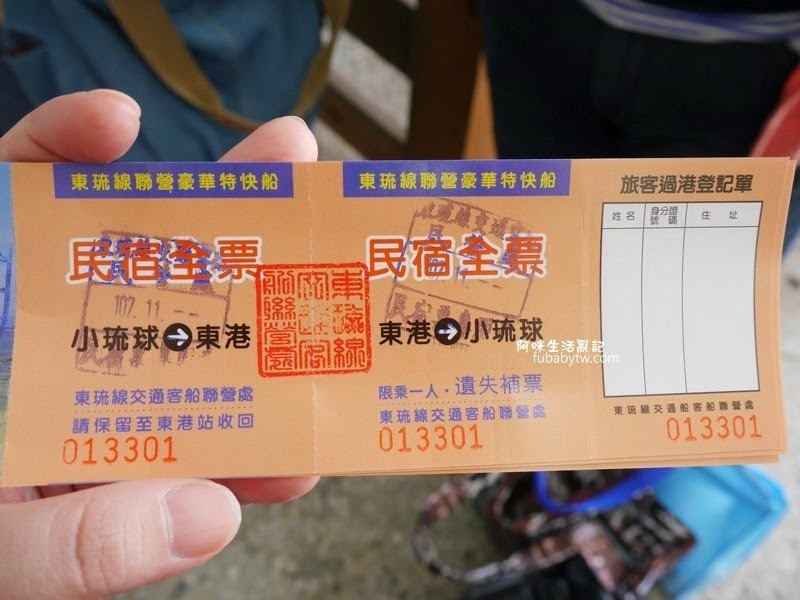 東琉線聯營豪華特快船
民宿全票
107.11.--
小琉球→東港
東琉線交通客船聯營處
請保留至東港站收回
013301
東琉線聯營豪華特快船
民宿全票
東港→小琉球
限乘一人・遺失補票
東琉線交通客船聯營處
013301
旅客過港登記單
姓名 身分證號碼 住址
東琉線交通船客船聯營處
013301
阿咪生活亂記
fubabytw.com